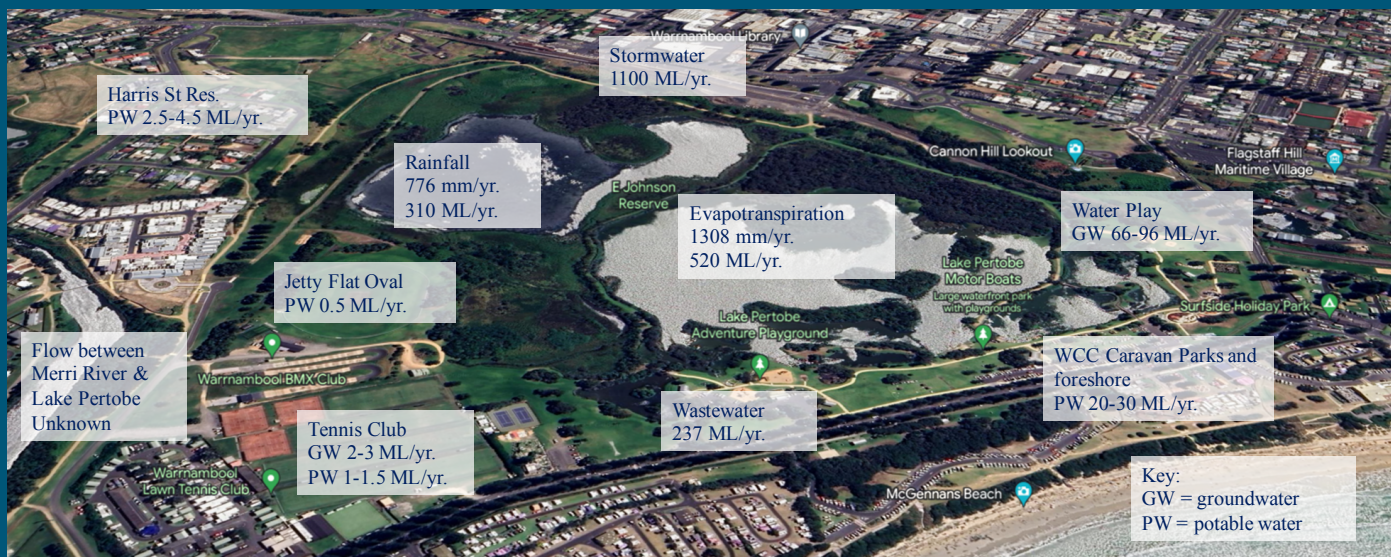 Warrnambool Library
Stormwater
1100 ML/yr.
Harris St Res.
PW 2.5-4.5 ML/yr.
Rainfall
776 mm/yr.
310 ML/yr.
Cannon Hill Lookout
Flagstaff Hill
Maritime Village
E Johnson
Reserve
Evapotranspiration
1308 mm/yr.
520 ML/yr.
Water Play
GW 66-96 ML/yr.
Jetty Flat Oval
PW 0.5 ML/yr.
Lake Pertobe
Motor Boats
Large waterfront park
with playgrounds
Surfside Holiday Park
Lake Pertobe
Adventure Playground
Flow between
Merri River &
Lake Pertobe
Unknown
Warrnambool BMX Club
WCC Caravan Parks and
foreshore
PW 20-30 ML/yr.
Wastewater
237 ML/yr.
Tennis Club
GW 2-3 ML/yr.
PW 1-1.5 ML/yr.
Warrnambool
Lawn Tennis Club
McGennans Beach
Key:
GW = groundwater
PW = potable water